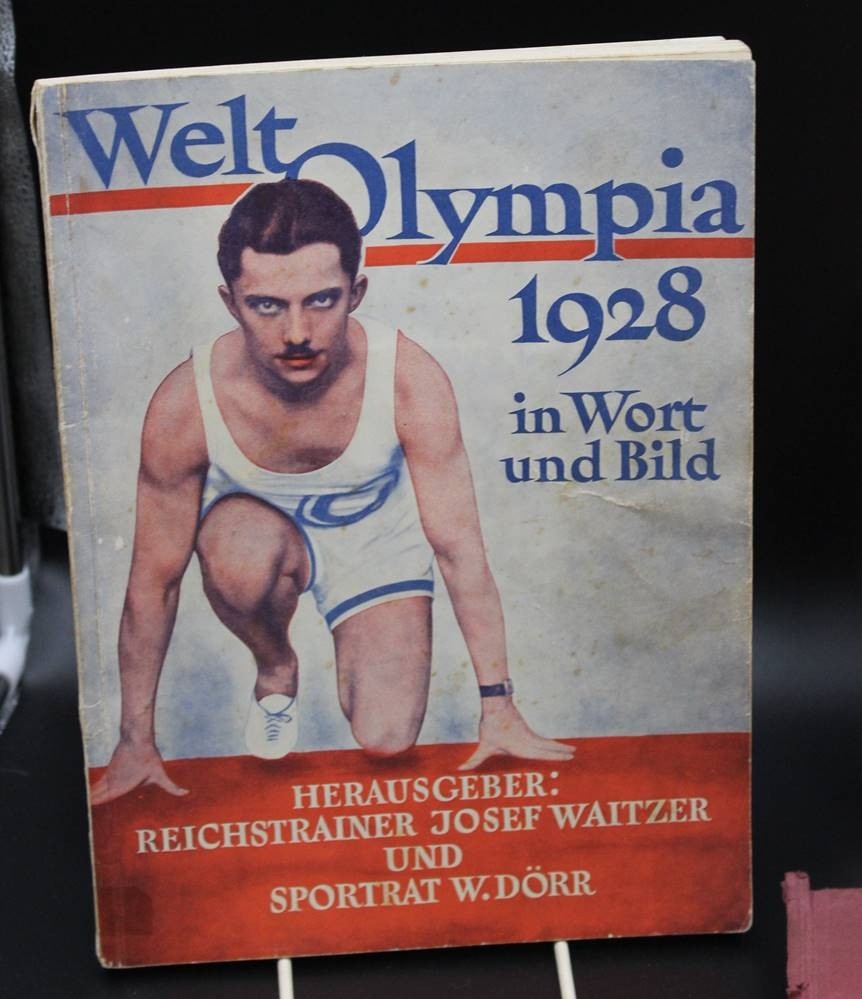 Welt
Olympia
1928
in Wort
und Bild
HERAUSGEBER:
REICHSTRAINER JOSEF WAITZER
UND
SPORTRAT W. DÖRR